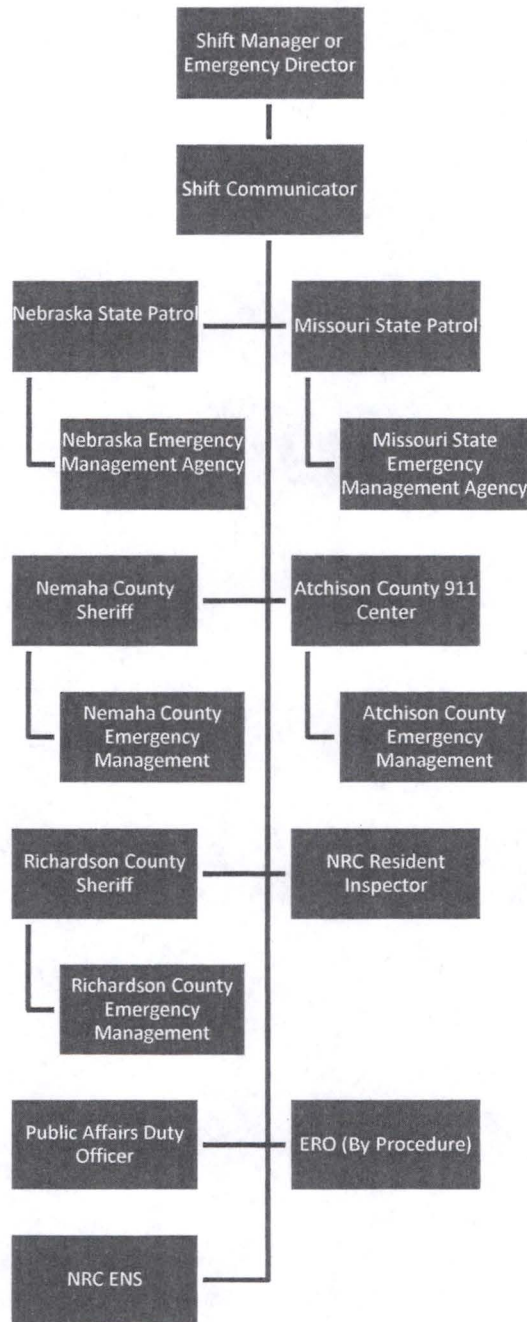 Shift Manager or
Emergency Director
Shift Communicator
Nebraska State Patrol
Missouri State Patrol
Nebraska Emergency
Management Agency
Missouri State
Emergency
Management Agency
Nemaha County
Sheriff
Atchison County 911
Center
Nemaha County
Emergency
Management
Atchison County
Emergency
Management
Richardson County
Sheriff
NRC Resident
Inspector
Richardson County
Emergency
Management
Public Affairs Duty
Officer
ERO (By Procedure)
NRC ENS